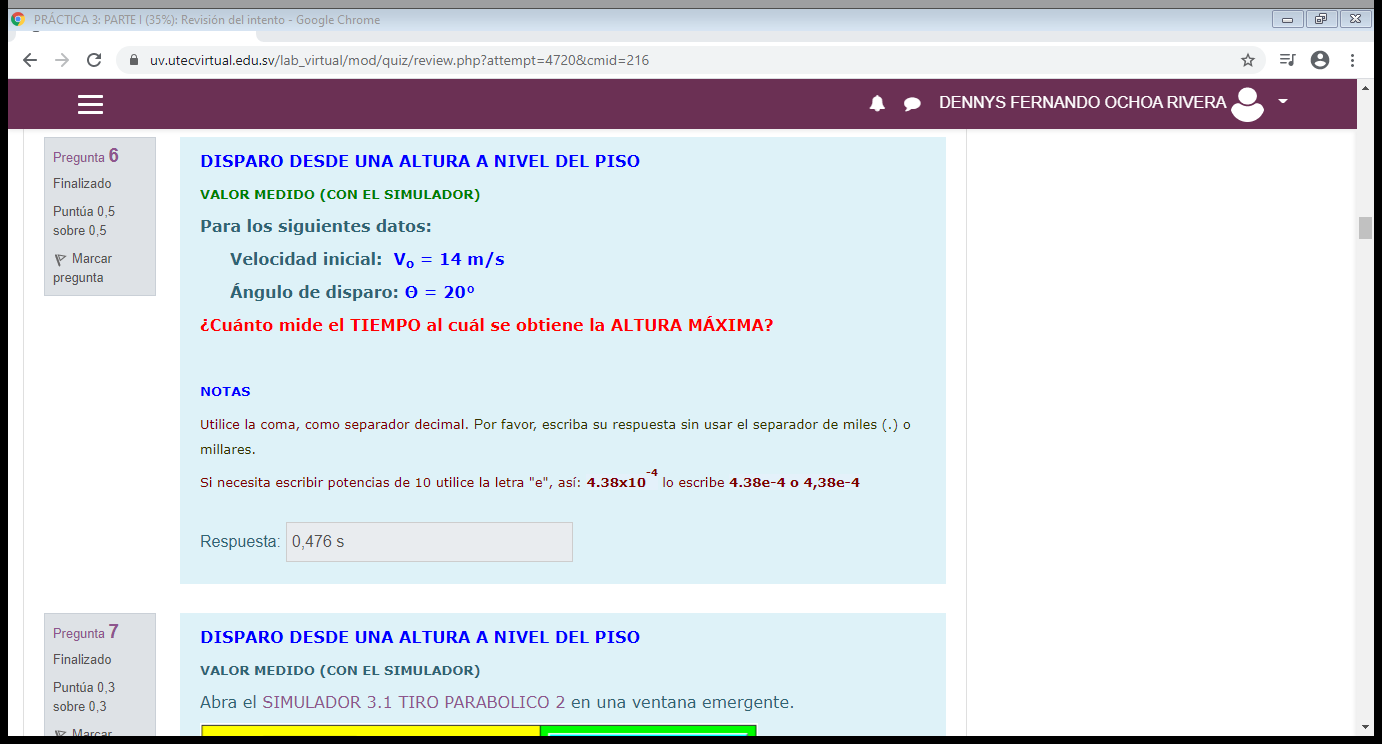 PRÁCTICA 3: PARTE I (35%): Revisión del intento - Google Chrome
uv.utecvirtual.edu.sv/lab_virtual/mod/quiz/review.php?attempt=4720&cmid=216
DENNYS FERNANDO OCHOA RIVERA
Pregunta 6
Finalizado
Puntúa 0,5
sobre 0,5
Marcar
pregunta
DISPARO DESDE UNA ALTURA A NIVEL DEL PISO
VALOR MEDIDO (CON EL SIMULADOR)
Para los siguientes datos:
Velocidad inicial: Vo = 14 m/s
Ángulo de disparo: Θ = 20º
¿Cuánto mide el TIEMPO al cuál se obtiene la ALTURA MÁXIMA?
NOTAS
Utilice la coma, como separador decimal. Por favor, escriba su respuesta sin usar el separador de miles (.) o
millares.
Si necesita escribir potencias de 10 utilice la letra "e", así: 4.38x10-4 lo escribe 4.38e-4 o 4,38e-4
Respuesta: 0,476 s
Pregunta 7
Finalizado
Puntúa 0,3
sobre 0,3
Marcar
DISPARO DESDE UNA ALTURA A NIVEL DEL PISO
VALOR MEDIDO (CON EL SIMULADOR)
Abra el SIMULADOR 3.1 TIRO PARABOLICO 2 en una ventana emergente.